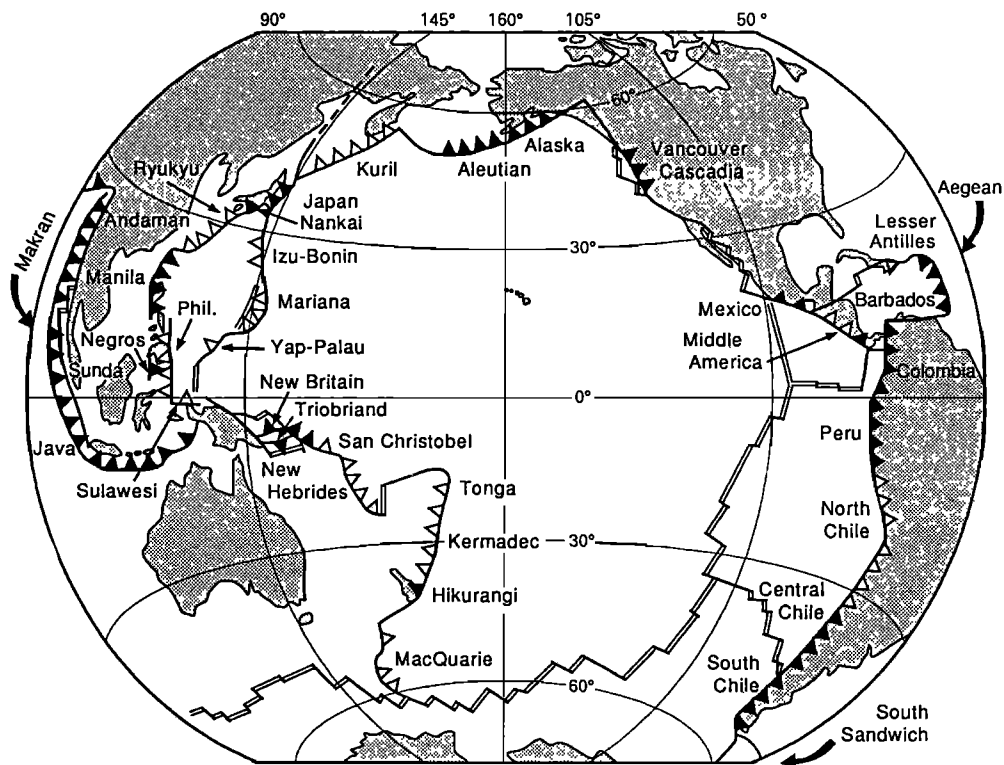 90° 145° 160° 105° 50°
60°
Ryukyu
Kuril
Aleutian
Alaska
Vancouver
Cascadia
Aegean
Makran
Andaman
Japan
Nankai
Lesser
Antilles
30°
Izu-Bonin
Manila
Phil.
Mariana
Mexico
Barbados
Negros
Yap-Palau
Middle
America
Sunda
New Britain
Triobriand
0°
Colombia
Java
San Christobel
Peru
Sulawesi
New
Hebrides
Tonga
North
Chile
Kermadec
30°
Hikurangi
Central
Chile
MacQuarie
South
Chile
60°
South
Sandwich